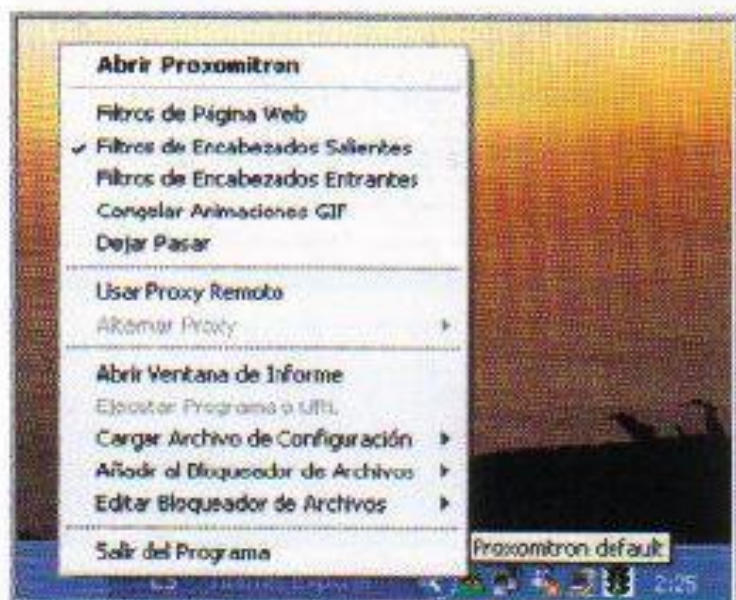 Abrir Proxomitron
Filtros de Página Web
Filtros de Encabezados Salientes
Filtros de Encabezados Entrantes
Congelar Animaciones GIF
Dejar Pasar
Usar Proxy Remoto
Alternar Proxy
Abrir Ventana de Informe
Ejecutar Programa o URL
Cargar Archivo de Configuración
Añadir al Bloqueador de Archivos
Editar Bloqueador de Archivos
Salir del Programa
Proxomitron default
ES
2:25